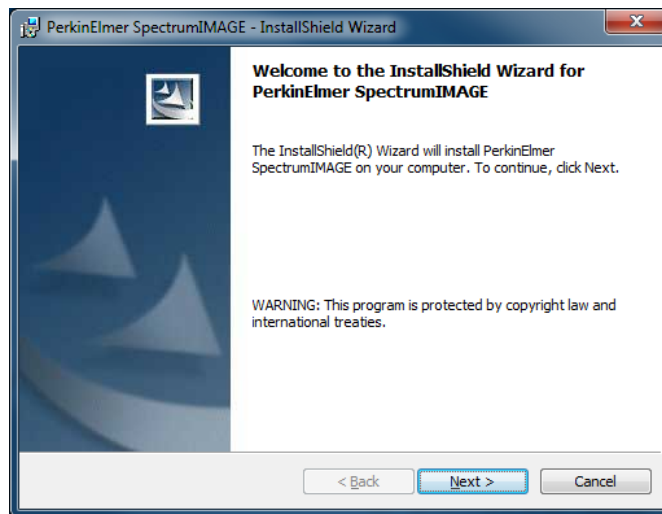 PerkinElmer SpectrumIMAGE - InstallShield Wizard
Welcome to the InstallShield Wizard for
PerkinElmer SpectrumIMAGE
The InstallShield(R) Wizard will install PerkinElmer
SpectrumIMAGE on your computer. To continue, click Next.
WARNING: This program is protected by copyright law and
international treaties.
< Back
Next >
Cancel